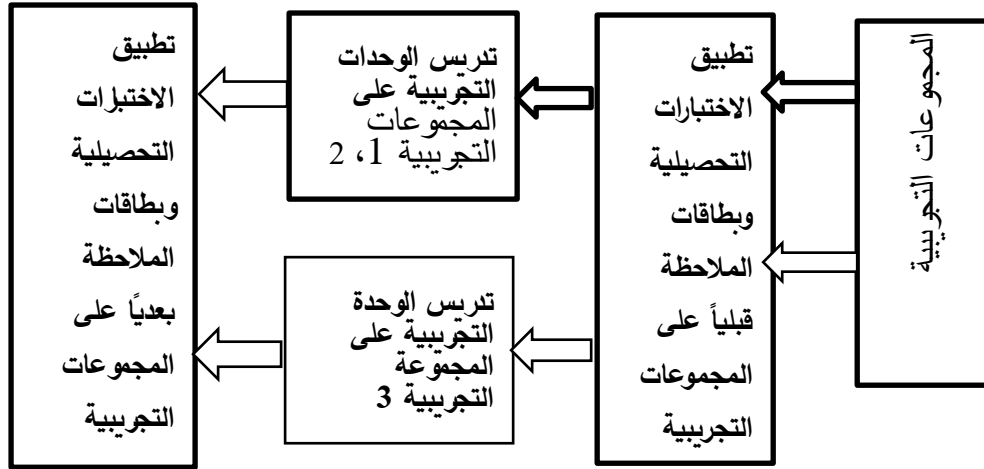 المجموعات التجريبية
تطبيق
الاختبارات
التحصيلية
وبطاقات
الملاحظة
قبلياً على
المجموعات
التجريبية
تدريس الوحدات
التجريبية على
المجموعات
التجريبية 1، 2
تدريس الوحدة
التجريبية على
المجموعة
التجريبية 3
تطبيق
الاختبارات
التحصيلية
وبطاقات
الملاحظة
بعديًا على
المجموعات
التجريبية